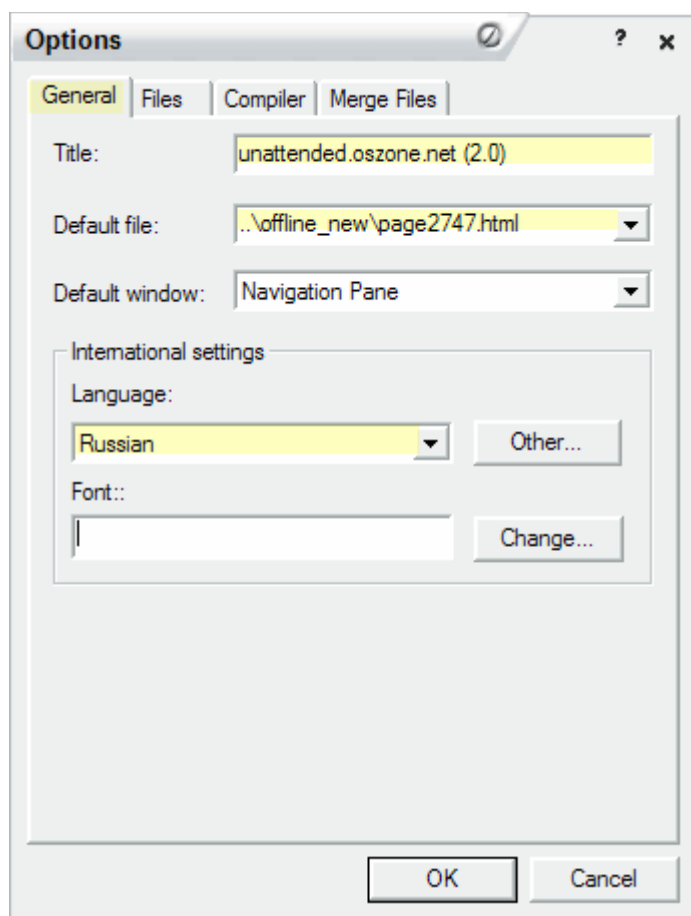 Options
General Files Compiler Merge Files
Title: unattended.oszone.net (2.0)
Default file: ..\offline_new\page2747.html
Default window: Navigation Pane
International settings
Language:
Russian Other...
Font::
Change...
OK Cancel